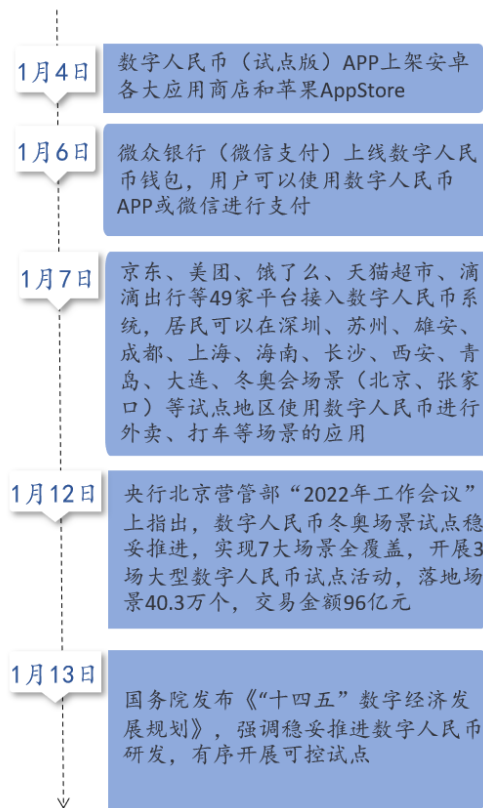 1月4日
数字人民币（试点版）APP上架安卓
各大应用商店和苹果AppStore
1月6日
微众银行（微信支付）上线数字人民
币钱包，用户可以使用数字人民币
APP或微信进行支付
1月7日
京东、美团、饿了么、天猫超市、滴
滴出行等49家平台接入数字人民币系
统，居民可以在深圳、苏州、雄安、
成都、上海、海南、长沙、西安、青
岛、大连、冬奥会场景（北京、张家
口）等试点地区使用数字人民币进行
外卖、打车等场景的应用
1月12日
央行北京营管部“2022年工作会议”
上指出，数字人民币冬奥场景试点稳
妥推进，实现7大场景全覆盖，开展3
场大型数字人民币试点活动，落地场
景40.3万个，交易金额96亿元
1月13日
国务院发布《“十四五”数字经济发
展规划》，强调稳妥推进数字人民币
研发，有序开展可控试点